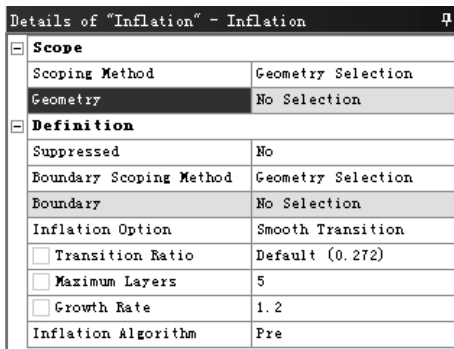 Details of "Inflation" - Inflation
Scope
Scoping Method Geometry Selection
Geometry No Selection
Definition
Suppressed No
Boundary Scoping Method Geometry Selection
Boundary No Selection
Inflation Option Smooth Transition
Transition Ratio Default (0.272)
Maximum Layers 5
Growth Rate 1.2
Inflation Algorithm Pre